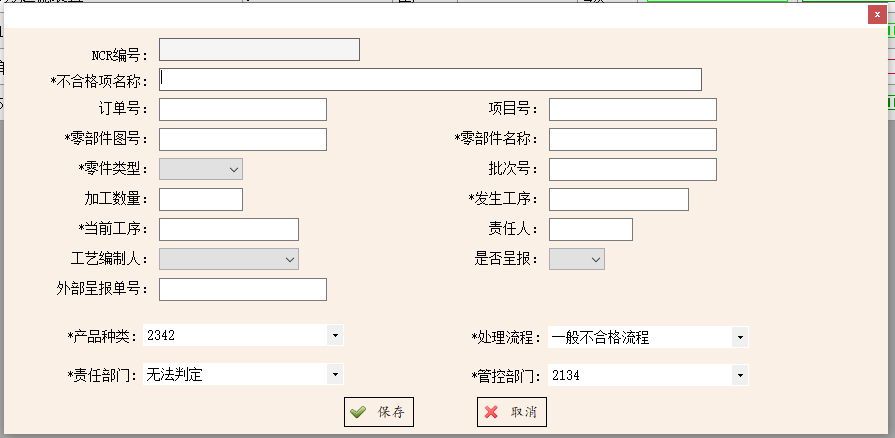 NCR编号：
*不合格项名称：
订单号： 项目号：
*零部件图号： *零部件名称：
*零件类型： 批次号：
加工数量： *发生工序：
*当前工序： 责任人：
工艺编制人： 是否呈报：
外部呈报单号：
*产品种类： 2342 *处理流程： 一般不合格流程
*责任部门： 无法判定 *管控部门： 2134
保存 取消